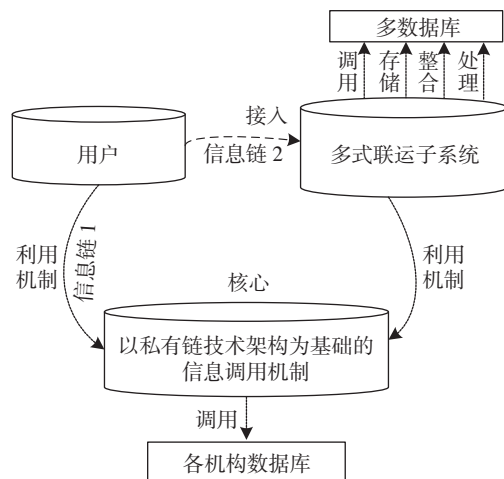 多数据库
调用
存储
整合
处理
接入
用户
信息链 2
多式联运子系统
利用
机制
信息链 1
利用
机制
核心
以私有链技术架构为基础的
信息调用机制
调用
各机构数据库